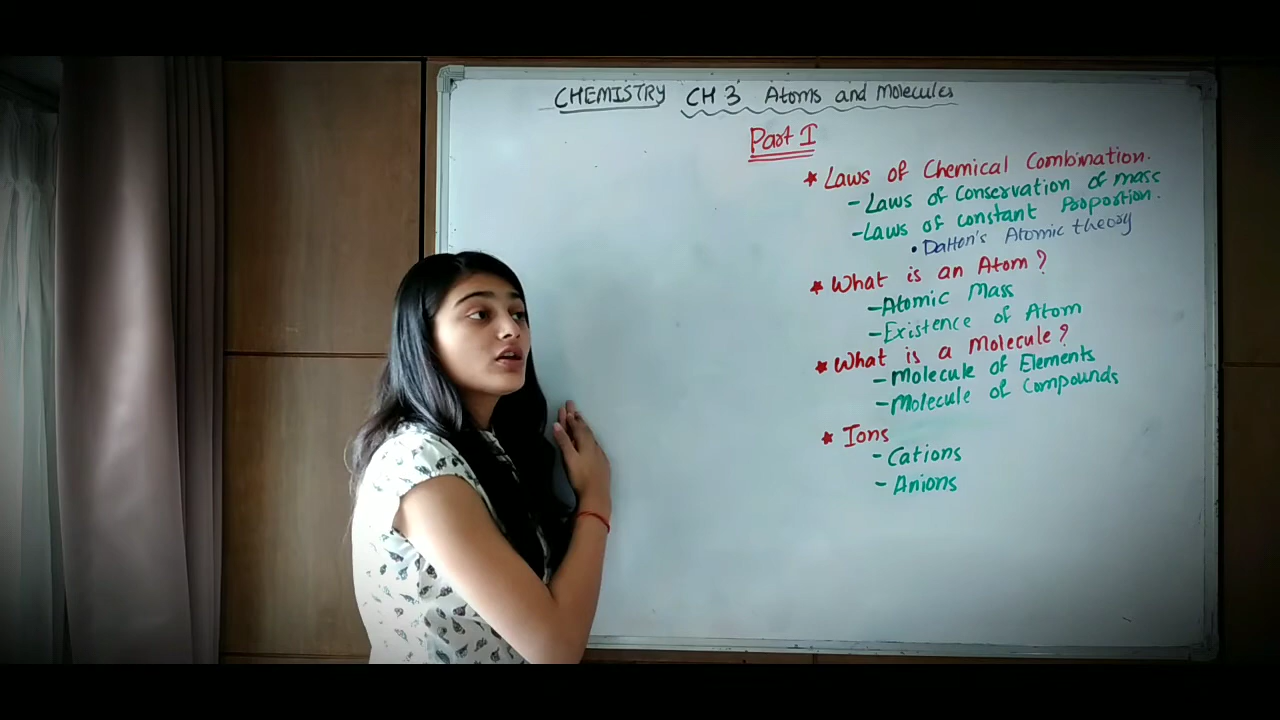 CHEMISTRY CH 3 Atoms and Molecules
Part I
* Laws of Chemical Combination.
- Laws of Conservation of mass
- Laws of constant Proportion.
• Dalton's Atomic theory
* What is an Atom?
- Atomic Mass
- Existence of Atom
* What is a Molecule?
- Molecule of Elements
- Molecule of Compounds
* Ions
- Cations
- Anions